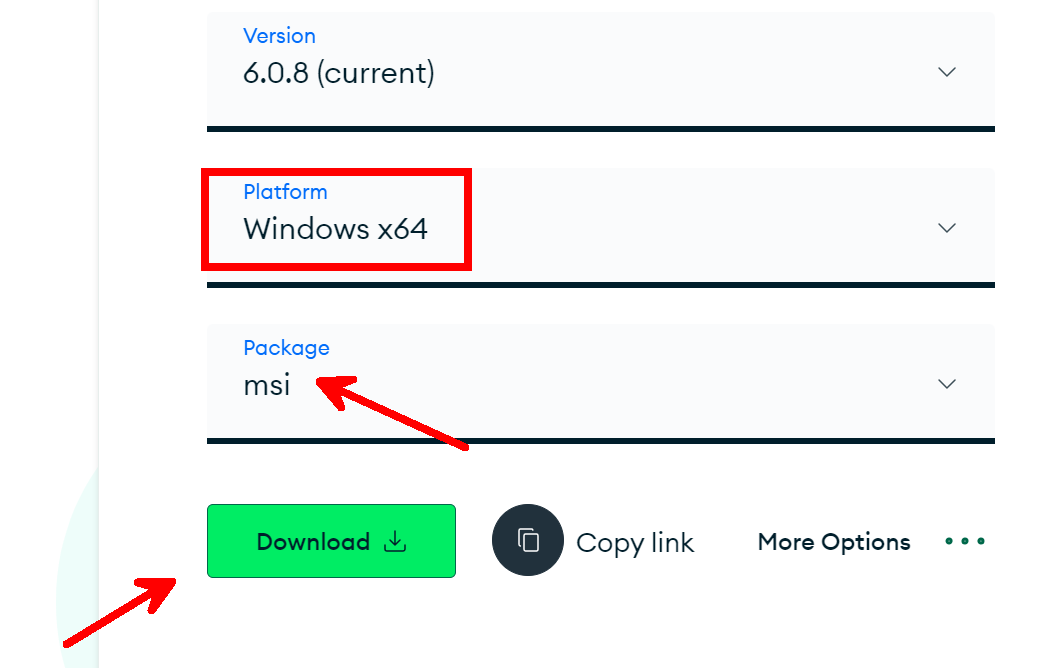 Version
6.0.8 (current)
Platform
Windows x64
Package
msi
Download
Copy link
More Options